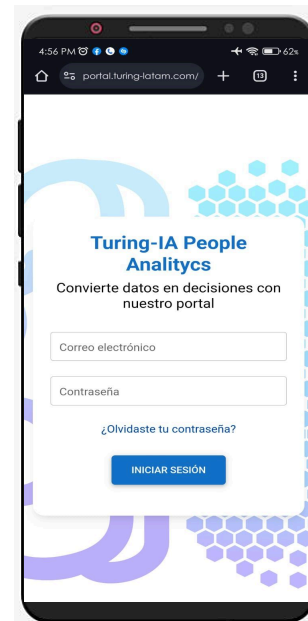 4:56 PM
62%
portal.turing-latam.com/
13
Turing-IA People
Analitycs
Convierte datos en decisiones con
nuestro portal
Correo electrónico
Contraseña
¿Olvidaste tu contraseña?
INICIAR SESIÓN